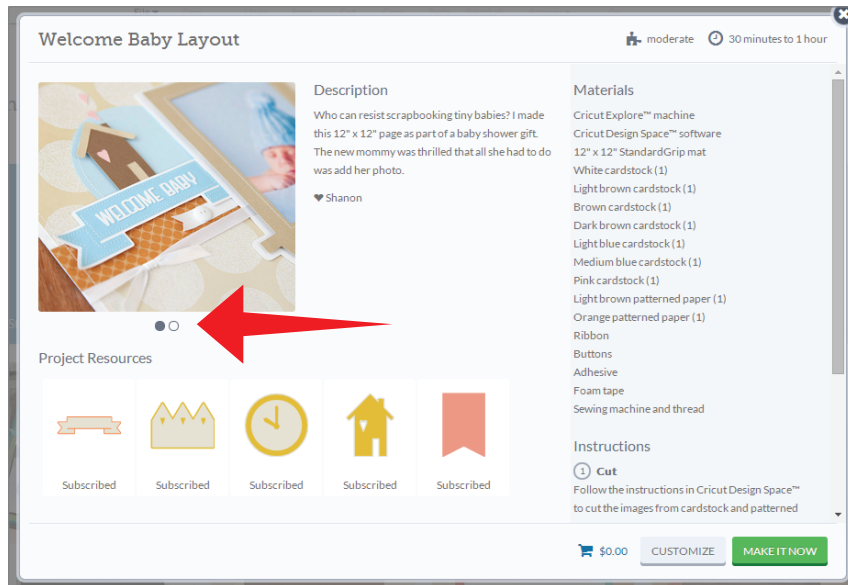 Welcome Baby Layout
moderate
30 minutes to 1 hour
WELCOME BABY
Description
Who can resist scrapbooking tiny babies? I made
this 12" x 12" page as part of a baby shower gift.
The new mommy was thrilled that all she had to do
was add her photo.
♥ Shanon
Project Resources
Subscribed
Subscribed
Subscribed
Subscribed
Subscribed
Materials
Cricut Explore™ machine
Cricut Design Space™ software
12" x 12" StandardGrip mat
White cardstock (1)
Light brown cardstock (1)
Brown cardstock (1)
Dark brown cardstock (1)
Light blue cardstock (1)
Medium blue cardstock (1)
Pink cardstock (1)
Light brown patterned paper (1)
Orange patterned paper (1)
Ribbon
Buttons
Adhesive
Foam tape
Sewing machine and thread
Instructions
1 Cut
Follow the instructions in Cricut Design Space™
to cut the images from cardstock and patterned
$0.00
CUSTOMIZE
MAKE IT NOW